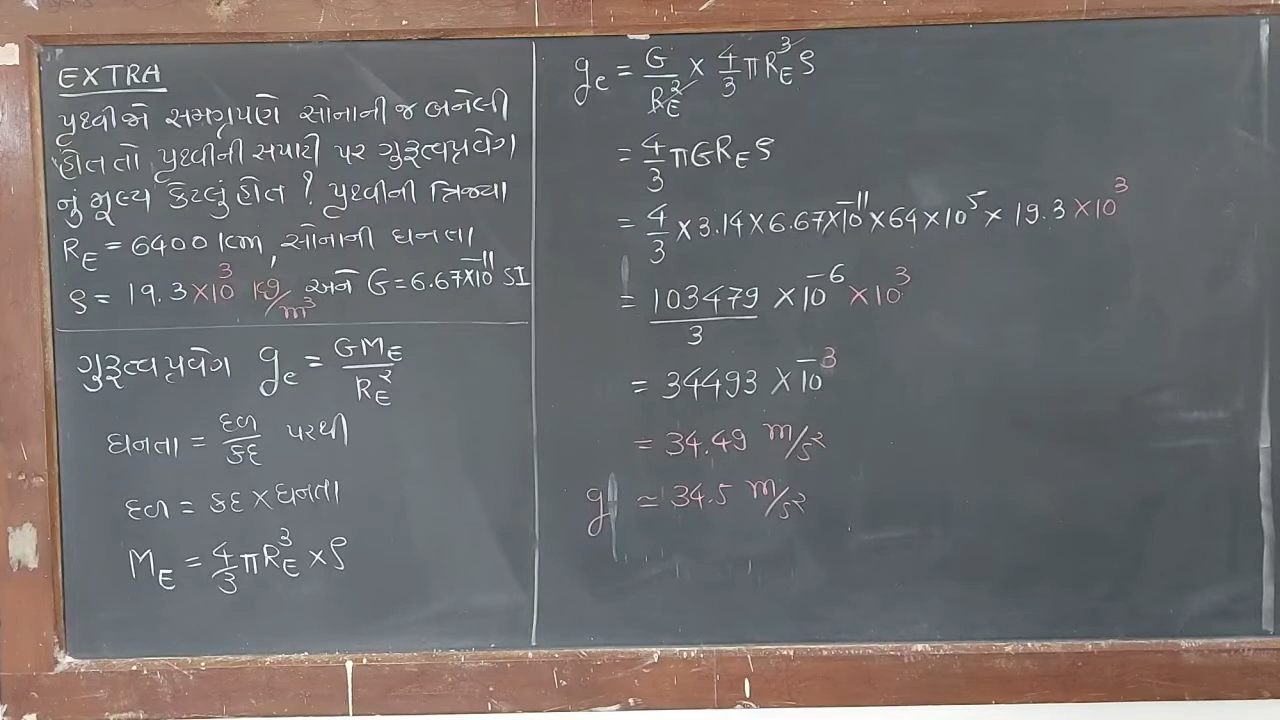 EXTRA
પૃથ્વીએ સમગ્રપણે સોનાની જ બનેલી
હોત તો પૃથ્વીની સપાટી પર ગુરૂત્વપ્રવેગ
નું મૂલ્ય કેટલું હોત ? પૃથ્વીની ત્રિજ્યા
R_E = 6400 km, સોનાની ઘનતા
ρ = 19.3 × 10³ kg/m³ અને G = 6.67×10⁻¹¹ SI
ગુરૂત્વપ્રવેગ g_e = GM_E / R_E²
ઘનતા = દળ / કદ પરથી
દળ = કદ × ઘનતા
M_E = 4/3 πR_E³ × ρ
g_e = G / R_E² × 4/3 πR_E³ ρ
= 4/3 πGR_E ρ
= 4/3 × 3.14 × 6.67×10⁻¹¹ × 64 × 10⁵ × 19.3 × 10³
= 103479 / 3 × 10⁻⁶ × 10³
= 34493 × 10⁻³
= 34.49 m/s²
g ≈ 34.5 m/s²